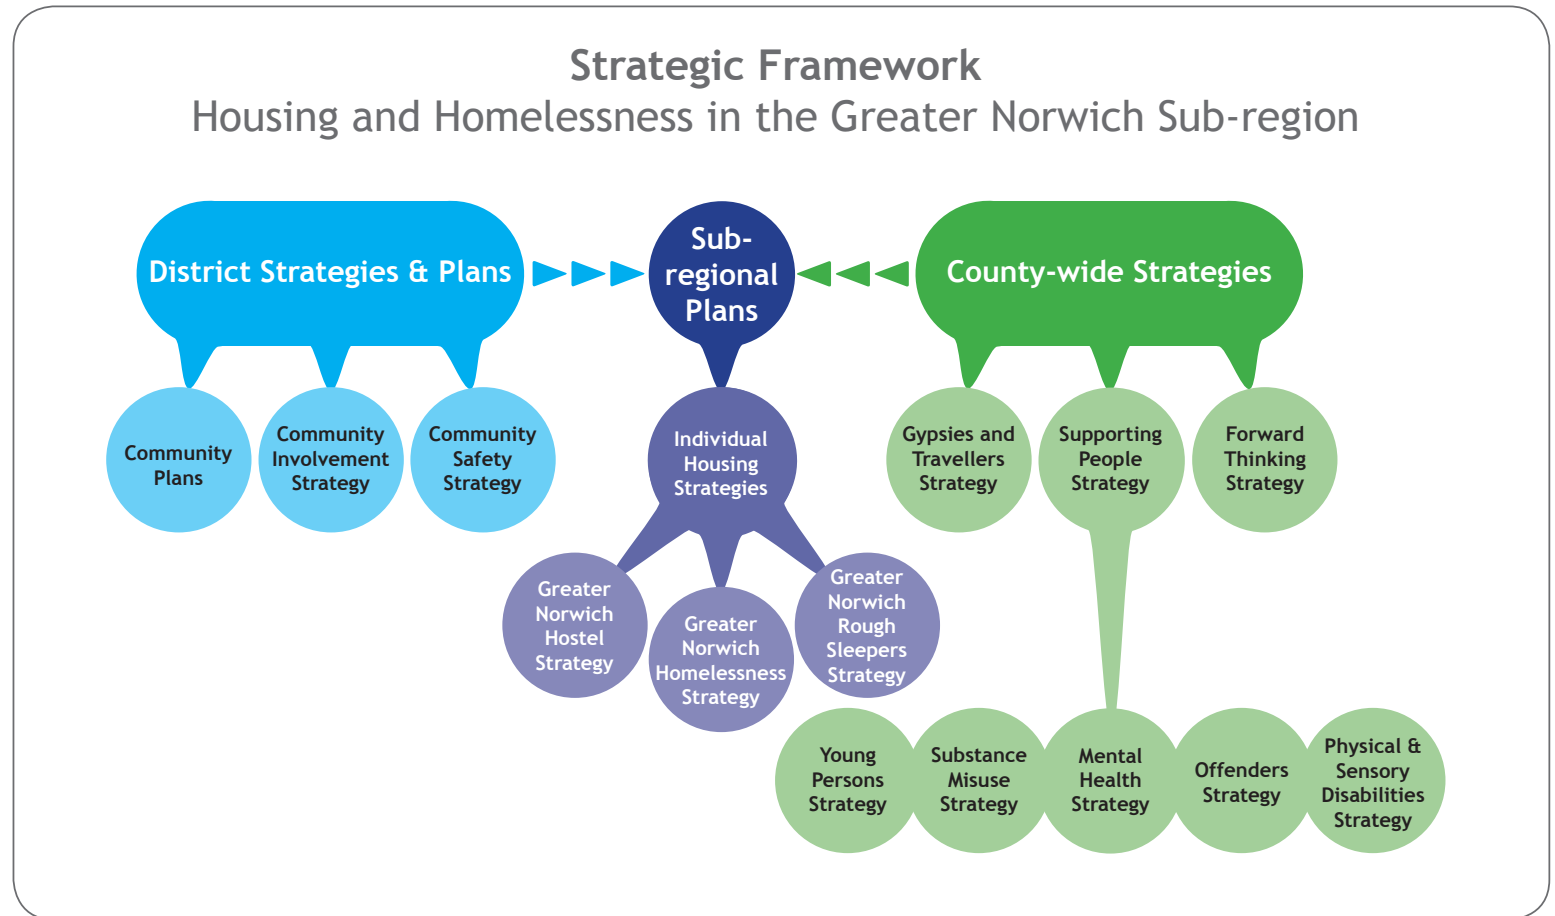 Strategic Framework
Housing and Homelessness in the Greater Norwich Sub-region
District Strategies & Plans
Sub-
regional
Plans
County-wide Strategies
Community
Plans
Community
Involvement
Strategy
Community
Safety
Strategy
Individual
Housing
Strategies
Gypsies and
Travellers
Strategy
Supporting
People
Strategy
Forward
Thinking
Strategy
Greater
Norwich
Hostel
Strategy
Greater
Norwich
Homelessness
Strategy
Greater
Norwich
Rough
Sleepers
Strategy
Young
Persons
Strategy
Substance
Misuse
Strategy
Mental
Health
Strategy
Offenders
Strategy
Physical &
Sensory
Disabilities
Strategy